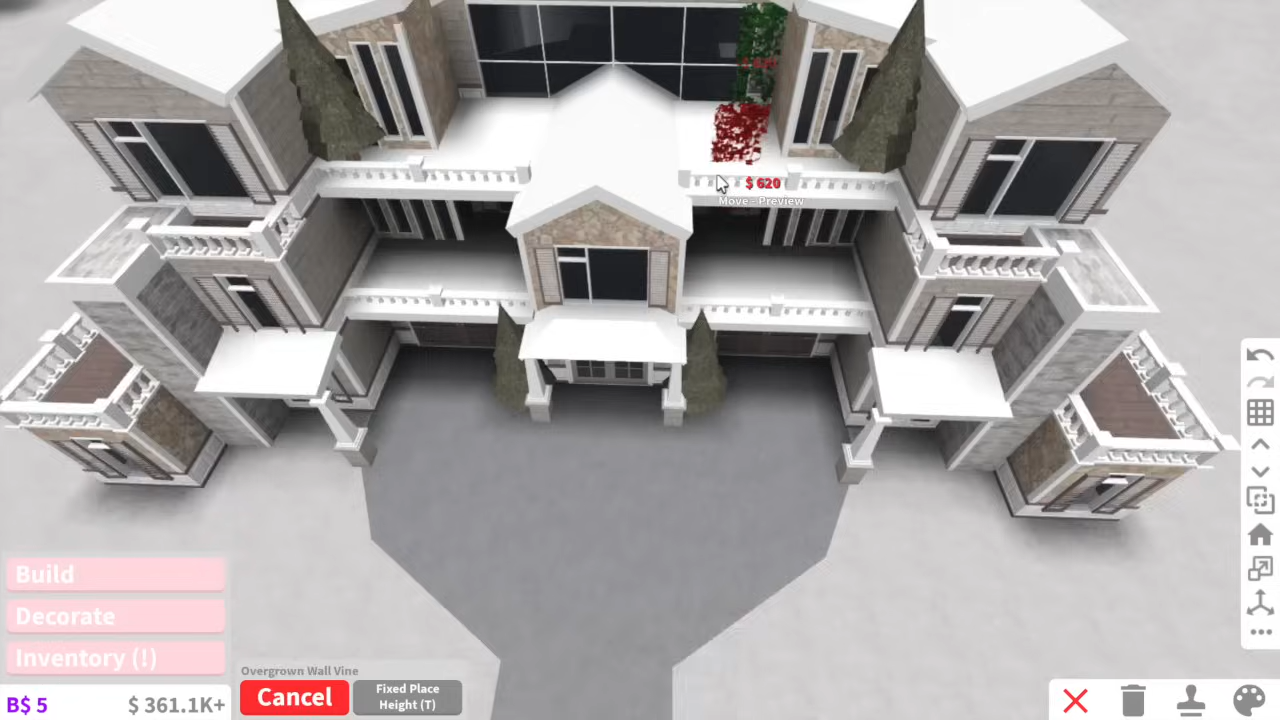 $ 620
Move - Preview
Build
Decorate
Inventory (!)
Overgrown Wall Vine
Cancel
Fixed Place
Height (T)
B$ 5
$ 361.1K+